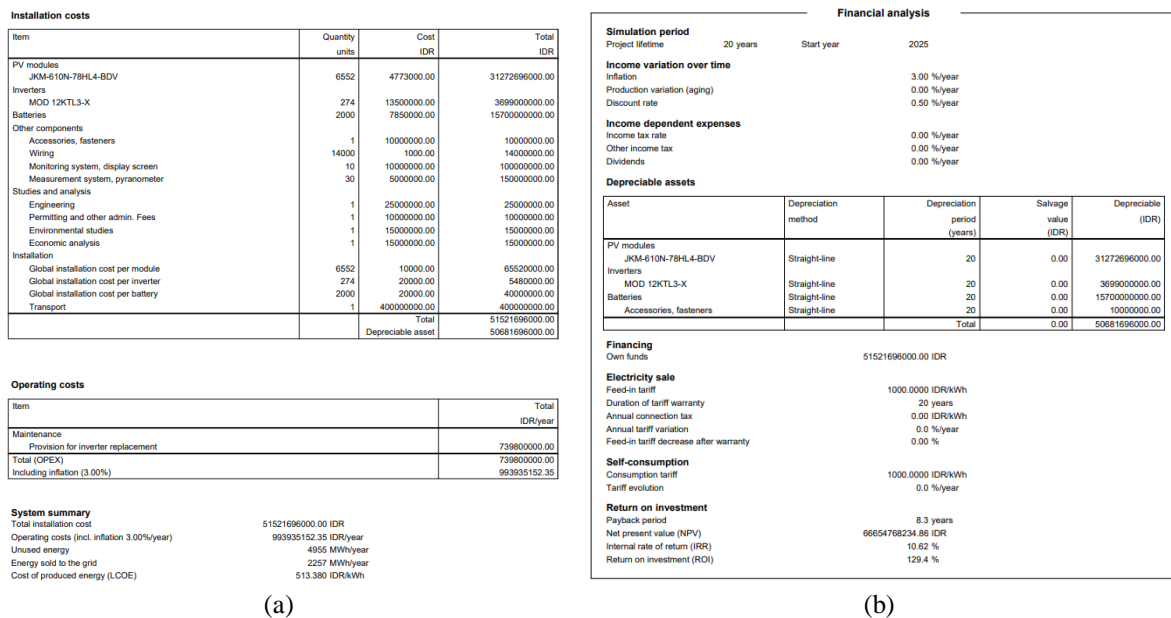 Installation costs
Item Quantity Cost Total
units IDR IDR
PV modules
JKM-610N-78HL4-BDV 6552 4773000.00 31272696000.00
Inverters
MOD 12KTL3-X 274 13500000.00 3699000000.00
Batteries 2000 7850000.00 15700000000.00
Other components
Accessories, fasteners 1 10000000.00 10000000.00
Wiring 14000 1000.00 14000000.00
Monitoring system, display screen 10 10000000.00 100000000.00
Measurement system, pyranometer 30 5000000.00 150000000.00
Studies and analysis
Engineering 1 25000000.00 25000000.00
Permitting and other admin. Fees 1 10000000.00 10000000.00
Environmental studies 1 15000000.00 15000000.00
Economic analysis 1 15000000.00 15000000.00
Installation
Global installation cost per module 6552 10000.00 65520000.00
Global installation cost per inverter 274 20000.00 5480000.00
Global installation cost per battery 2000 20000.00 40000000.00
Transport 1 400000000.00 400000000.00
Total 51521696000.00
Depreciable asset 50681696000.00
Operating costs
Item Total
IDR/year
Maintenance
Provision for inverter replacement 739800000.00
Total (OPEX) 739800000.00
Including inflation (3.00%) 993935152.35
System summary
Total installation cost 51521696000.00 IDR
Operating costs (incl. inflation 3.00%/year) 993935152.35 IDR/year
Unused energy 4955 MWh/year
Energy sold to the grid 2257 MWh/year
Cost of produced energy (LCOE) 513.380 IDR/kWh
(a)
Financial analysis
Simulation period
Project lifetime 20 years Start year 2025
Income variation over time
Inflation 3.00 %/year
Production variation (aging) 0.00 %/year
Discount rate 0.50 %/year
Income dependent expenses
Income tax rate 0.00 %/year
Other income tax 0.00 %/year
Dividends 0.00 %/year
Depreciable assets
Asset Depreciation Depreciation Salvage Depreciable
method period value (IDR)
(years) (IDR)
PV modules
JKM-610N-78HL4-BDV Straight-line 20 0.00 31272696000.00
Inverters
MOD 12KTL3-X Straight-line 20 0.00 3699000000.00
Batteries Straight-line 20 0.00 15700000000.00
Accessories, fasteners Straight-line 20 0.00 10000000.00
Total 0.00 50681696000.00
Financing
Own funds 51521696000.00 IDR
Electricity sale
Feed-in tariff 1000.0000 IDR/kWh
Duration of tariff warranty 20 years
Annual connection tax 0.00 IDR/kWh
Annual tariff variation 0.0 %/year
Feed-in tariff decrease after warranty 0.00 %
Self-consumption
Consumption tariff 1000.0000 IDR/kWh
Tariff evolution 0.0 %/year
Return on investment
Payback period 8.3 years
Net present value (NPV) 66654768234.86 IDR
Internal rate of return (IRR) 10.62 %
Return on investment (ROI) 129.4 %
(b)